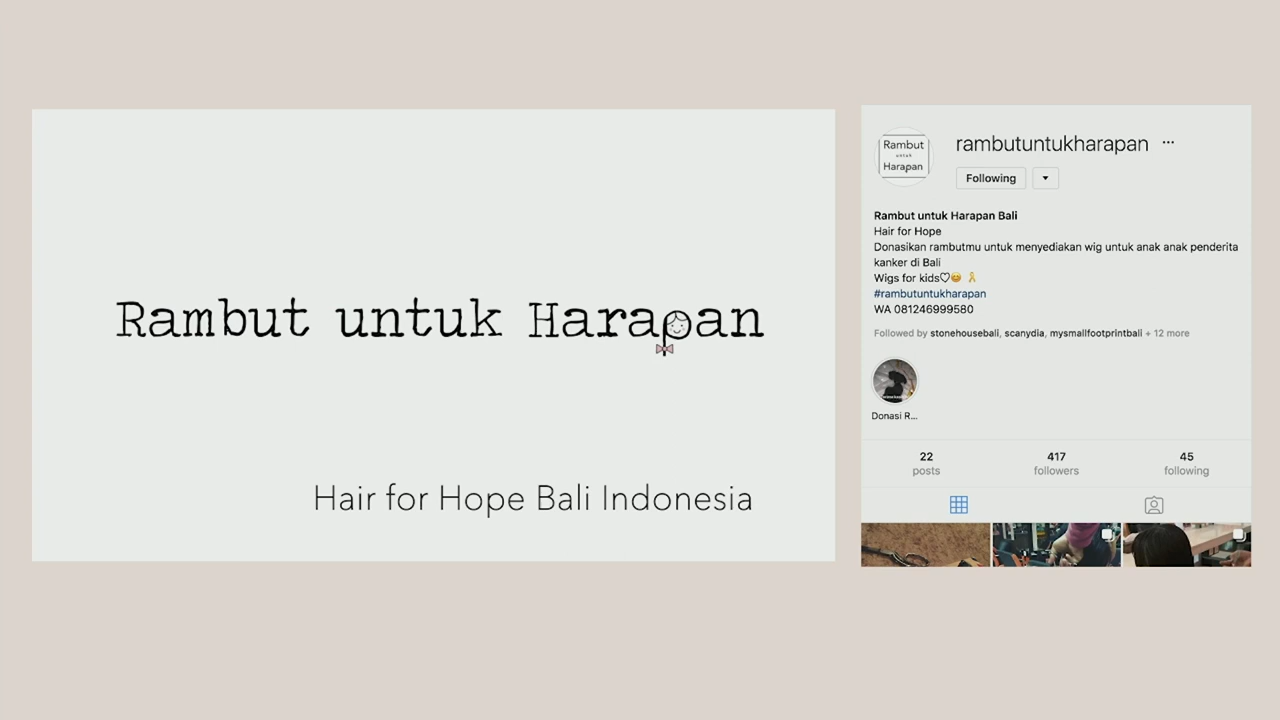 Rambut untuk Harapan
Hair for Hope Bali Indonesia
Rambut
untuk
Harapan
rambutuntukharapan ...
Following
Rambut untuk Harapan Bali
Hair for Hope
Donasikan rambutmu untuk menyediakan wig untuk anak anak penderita
kanker di Bali
Wigs for kids♡😊🎗️
#rambutuntukharapan
WA 081246999580
Followed by stonehousebali, scanydia, mysmallfootprintbali + 12 more
Donasi R...
22 417 45
posts followers following